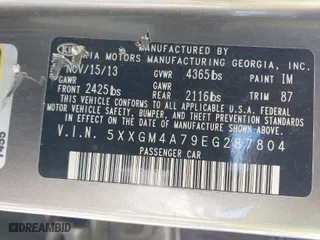 MANUFACTURED BY
KIA MOTORS MANUFACTURING GEORGIA, INC.
NOV/15/13 GVWR 4365lbs PAINT IM
GAWR FRONT 2425lbs GAWR REAR 2116lbs TRIM 87
THIS VEHICLE CONFORMS TO ALL APPLICABLE
FEDERAL MOTOR VEHICLE SAFETY, BUMPER, AND
THEFT PREVENTION STANDARDS IN EFFECT ON
THE DATE OF MANUFACTURE SHOWN ABOVE.
V.I.N. 5XXGM4A79EG287804
PASSENGER CAR
DREAMBID